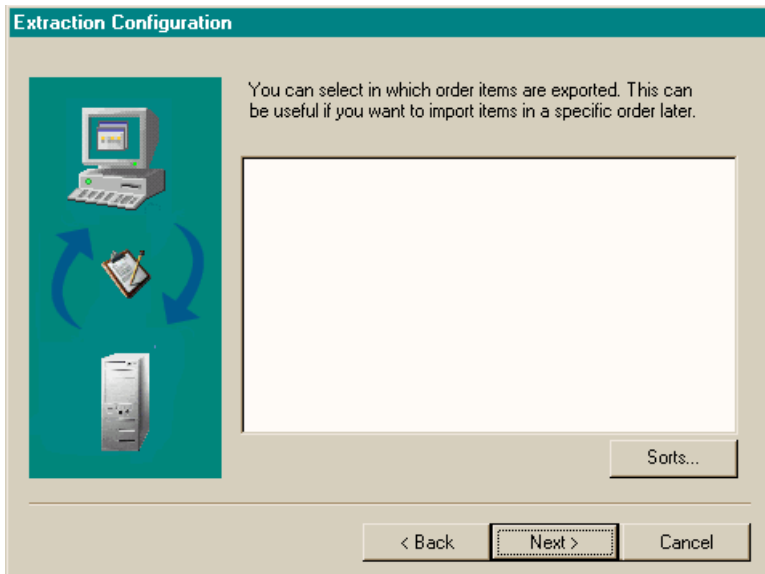 Extraction Configuration
You can select in which order items are exported. This can
be useful if you want to import items in a specific order later.
Sorts...
< Back
Next >
Cancel